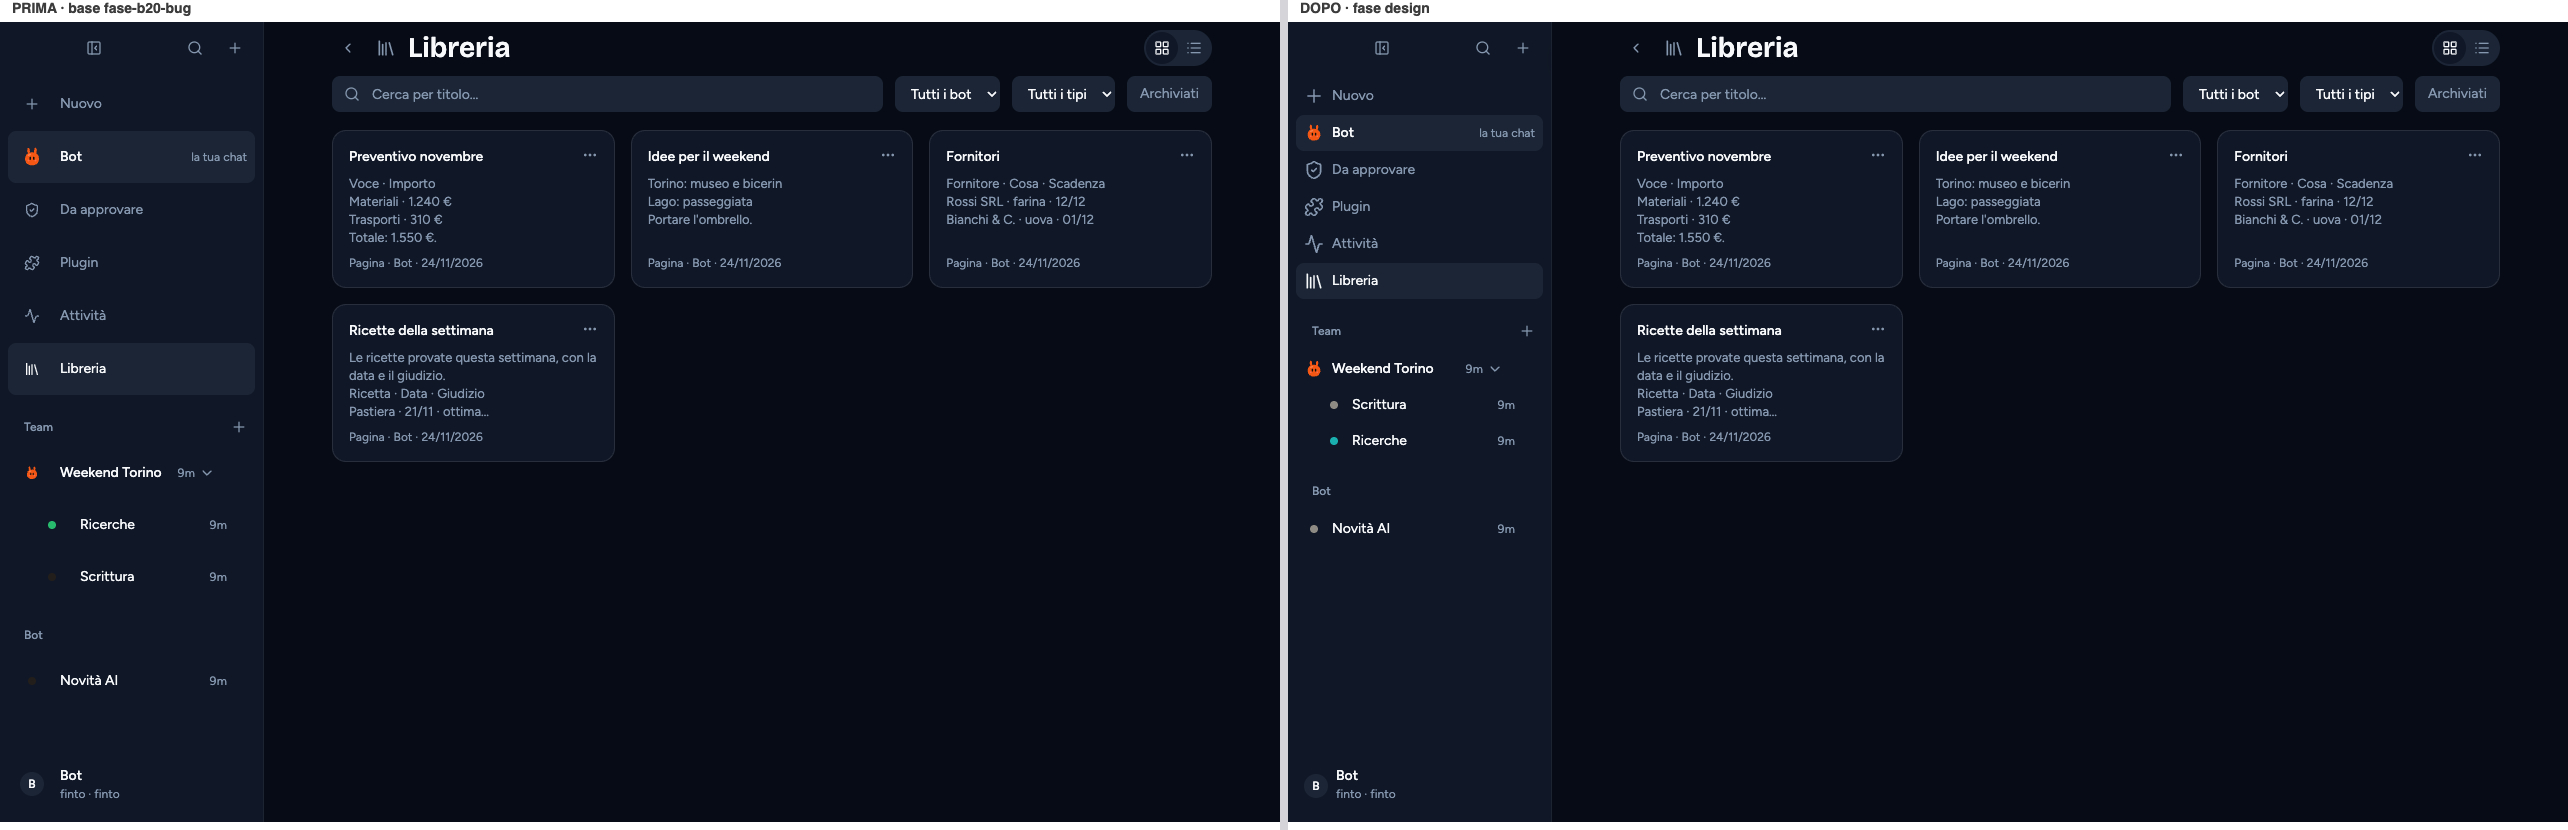 PRIMA · base fase-b20-bug
Libreria
Nuovo
Bot la tua chat
Da approvare
Plugin
Attività
Libreria
Team
Weekend Torino 9m
Ricerche 9m
Scrittura 9m
Bot
Novità AI 9m
B
Bot
finto · finto
Cerca per titolo...
Tutti i bot
Tutti i tipi
Archiviati
Preventivo novembre
Voce · Importo
Materiali · 1.240 €
Trasporti · 310 €
Totale: 1.550 €.
Pagina · Bot · 24/11/2026
Idee per il weekend
Torino: museo e bicerin
Lago: passeggiata
Portare l'ombrello.
Pagina · Bot · 24/11/2026
Fornitori
Fornitore · Cosa · Scadenza
Rossi SRL · farina · 12/12
Bianchi & C. · uova · 01/12
Pagina · Bot · 24/11/2026
Ricette della settimana
Le ricette provate questa settimana, con la
data e il giudizio.
Ricetta · Data · Giudizio
Pastiera · 21/11 · ottima...
Pagina · Bot · 24/11/2026
DOPO · fase design
Libreria
Nuovo
Bot la tua chat
Da approvare
Plugin
Attività
Libreria
Team
Weekend Torino 9m
Scrittura 9m
Ricerche 9m
Bot
Novità AI 9m
B
Bot
finto · finto
Cerca per titolo...
Tutti i bot
Tutti i tipi
Archiviati
Preventivo novembre
Voce · Importo
Materiali · 1.240 €
Trasporti · 310 €
Totale: 1.550 €.
Pagina · Bot · 24/11/2026
Idee per il weekend
Torino: museo e bicerin
Lago: passeggiata
Portare l'ombrello.
Pagina · Bot · 24/11/2026
Fornitori
Fornitore · Cosa · Scadenza
Rossi SRL · farina · 12/12
Bianchi & C. · uova · 01/12
Pagina · Bot · 24/11/2026
Ricette della settimana
Le ricette provate questa settimana, con la
data e il giudizio.
Ricetta · Data · Giudizio
Pastiera · 21/11 · ottima...
Pagina · Bot · 24/11/2026